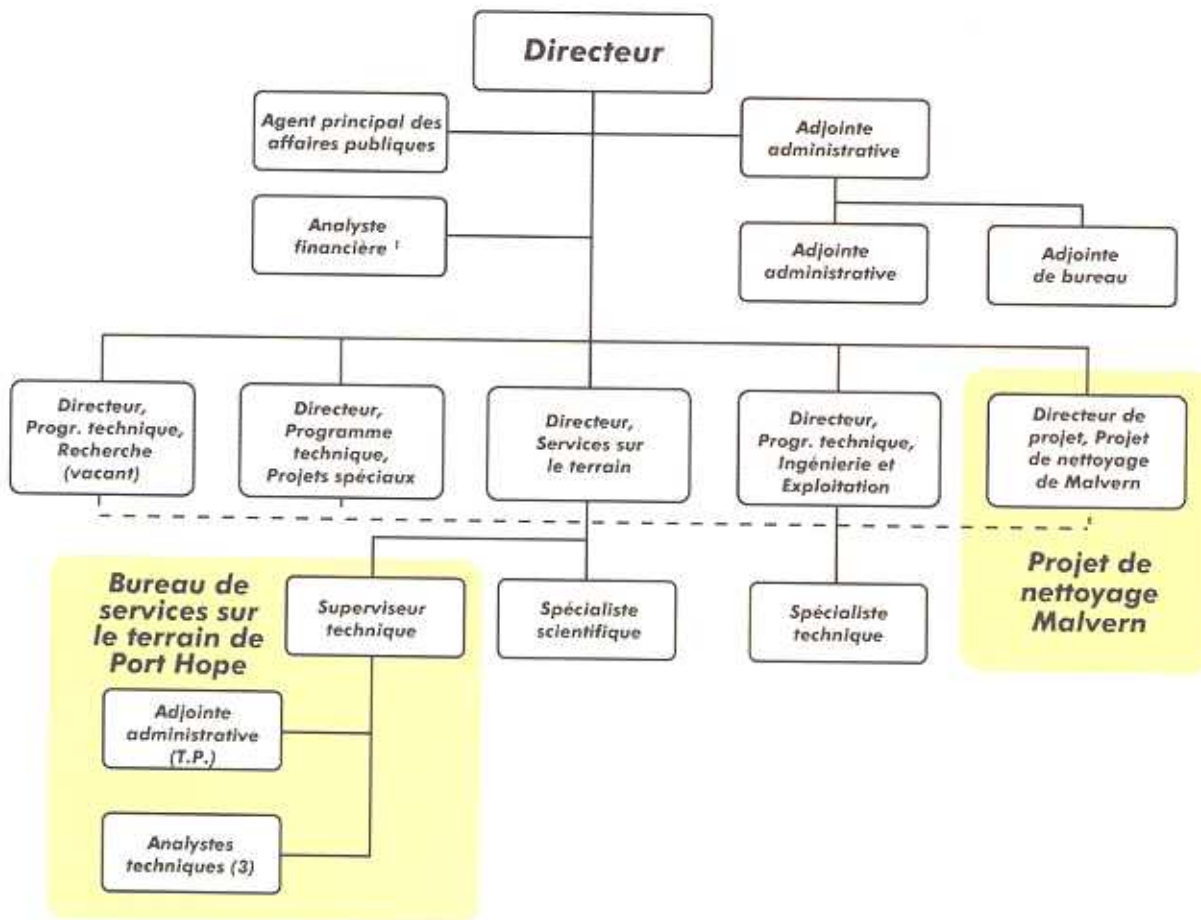 Directeur
Agent principal des
affaires publiques
Adjointe
administrative
Analyste
financière ¹
Adjointe
administrative
Adjointe
de bureau
Directeur,
Progr. technique,
Recherche
(vacant)
Directeur,
Programme
technique,
Projets spéciaux
Directeur,
Services sur
le terrain
Directeur,
Progr. technique,
Ingénierie et
Exploitation
Directeur de
projet, Projet
de nettoyage
de Malvern
Bureau de
services sur
le terrain de
Port Hope
Superviseur
technique
Spécialiste
scientifique
Spécialiste
technique
Projet de
nettoyage
Malvern
Adjointe
administrative
(T.P.)
Analystes
techniques (3)